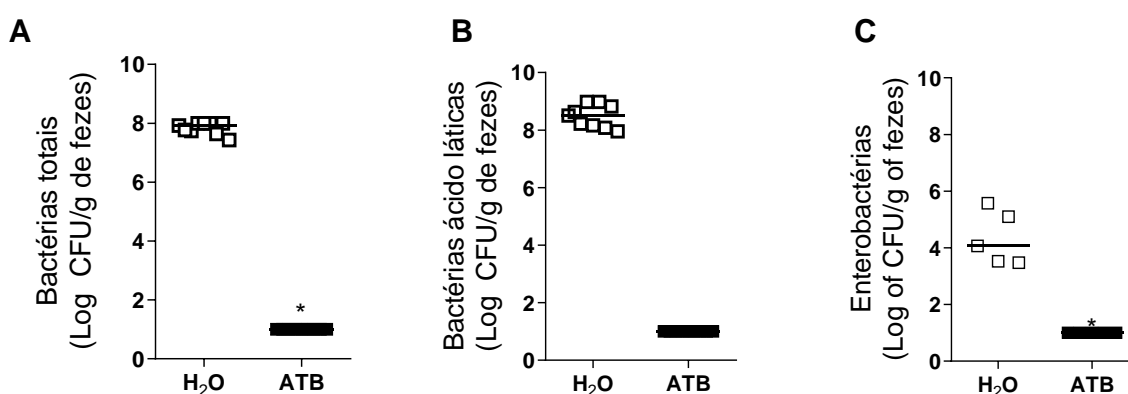 A
Bactérias totais
(Log CFU/g de fezes)
10
8
6
4
2
0
*
H₂O ATB
B
Bactérias ácido láticas
(Log CFU/g de fezes)
10
8
6
4
2
0
H₂O ATB
C
Enterobactérias
(Log of CFU/g of fezes)
10
8
6
4
2
0
*
H₂O ATB